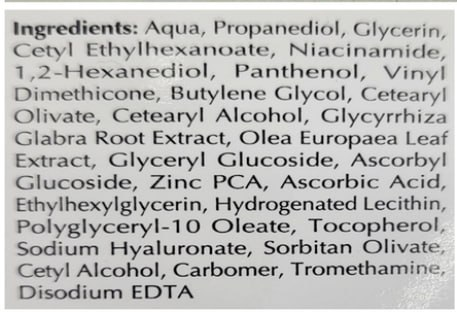 Ingredients: Aqua, Propanediol, Glycerin,
Cetyl Ethylhexanoate, Niacinamide,
1,2-Hexanediol, Panthenol, Vinyl
Dimethicone, Butylene Glycol, Cetearyl
Olivate, Cetearyl Alcohol, Glycyrrhiza
Glabra Root Extract, Olea Europaea Leaf
Extract, Glyceryl Glucoside, Ascorbyl
Glucoside, Zinc PCA, Ascorbic Acid,
Ethylhexylglycerin, Hydrogenated Lecithin,
Polyglyceryl-10 Oleate, Tocopherol,
Sodium Hyaluronate, Sorbitan Olivate,
Cetyl Alcohol, Carbomer, Tromethamine,
Disodium EDTA